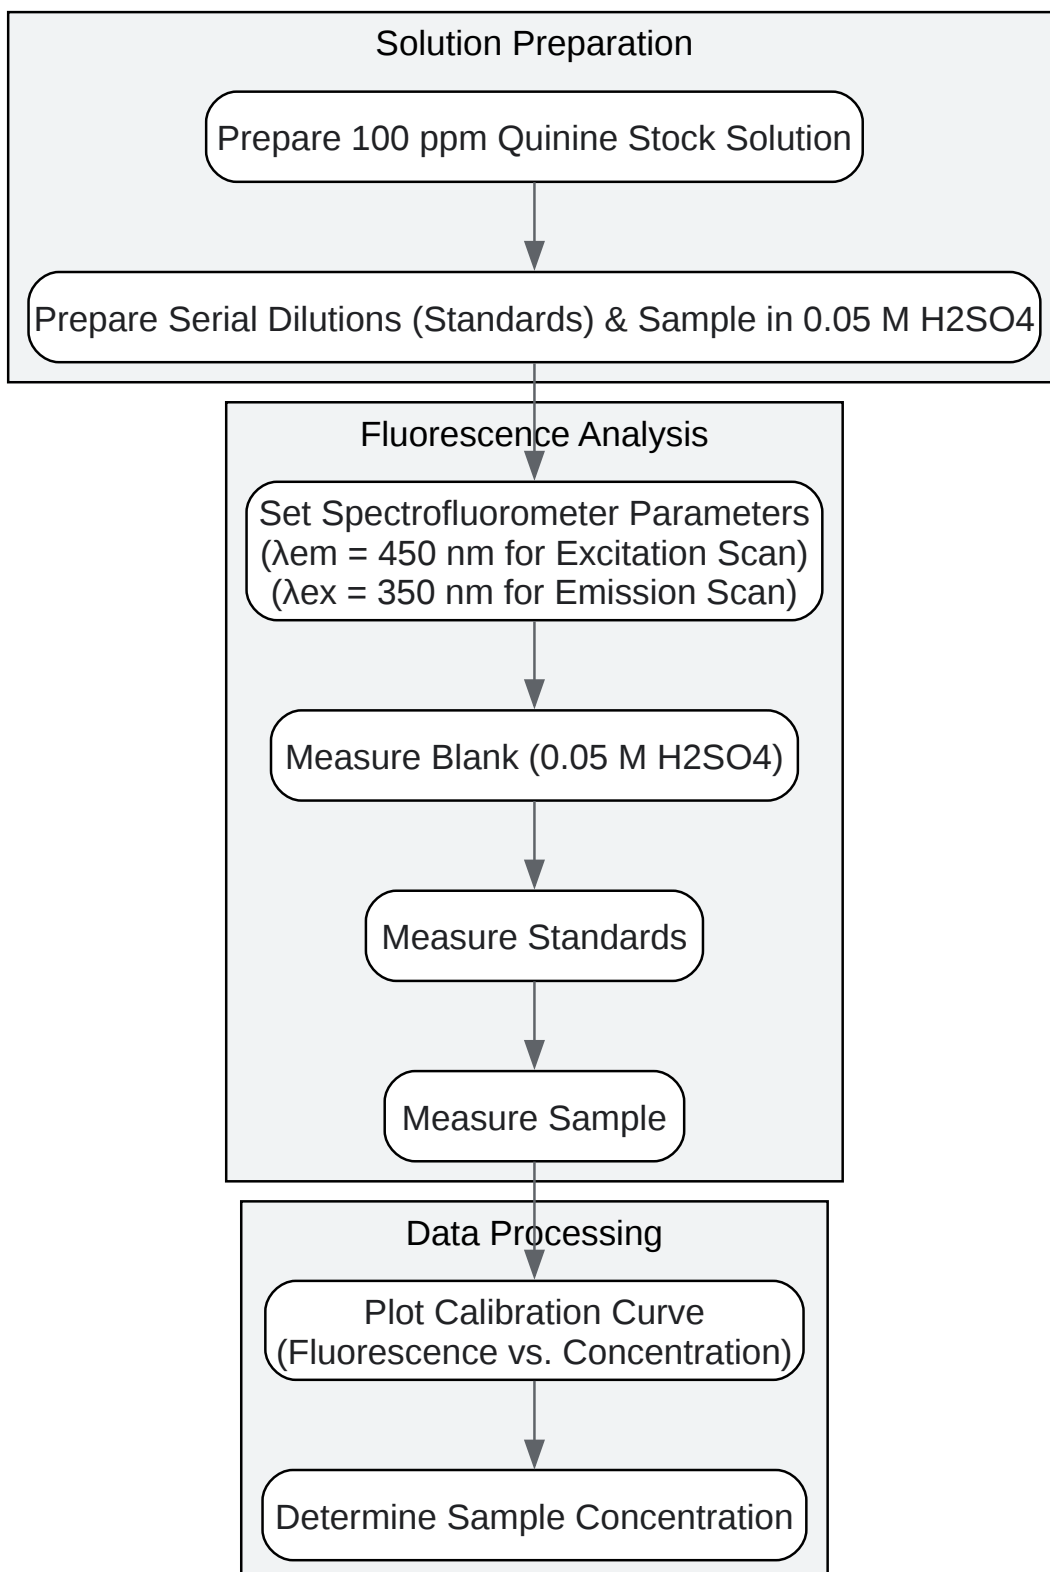 Solution Preparation
Prepare 100 ppm Quinine Stock Solution
Prepare Serial Dilutions (Standards) & Sample in 0.05 M H2SO4
Fluorescence Analysis
Set Spectrofluorometer Parameters
(λem = 450 nm for Excitation Scan)
(λex = 350 nm for Emission Scan)
Measure Blank (0.05 M H2SO4)
Measure Standards
Measure Sample
Data Processing
Plot Calibration Curve
(Fluorescence vs. Concentration)
Determine Sample Concentration